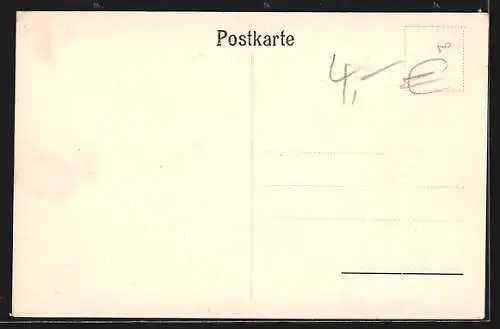 Postkarte
4,- €